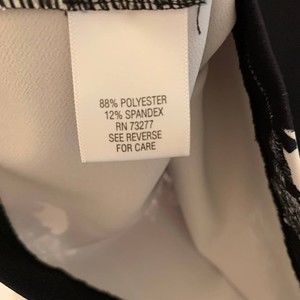 88% POLYESTER
12% SPANDEX
RN 73277
SEE REVERSE
FOR CARE